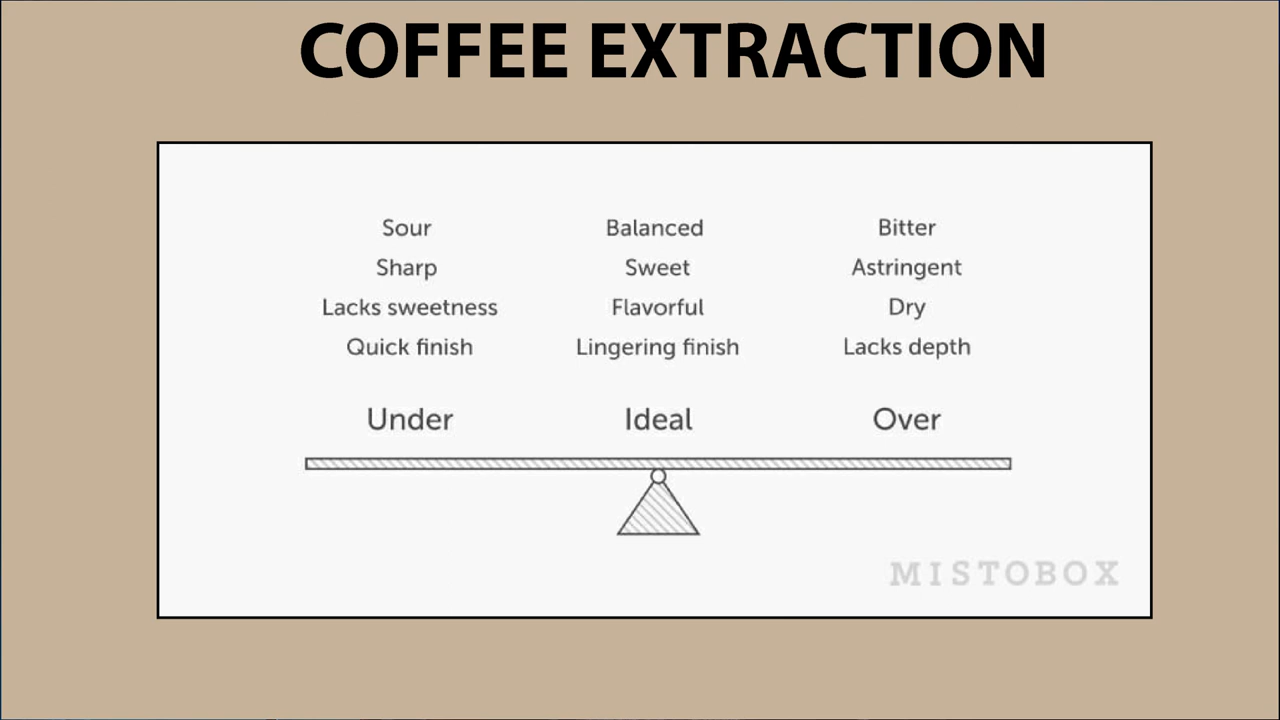 COFFEE EXTRACTION
Sour
Sharp
Lacks sweetness
Quick finish
Under
Balanced
Sweet
Flavorful
Lingering finish
Ideal
Bitter
Astringent
Dry
Lacks depth
Over
MISTOBOX